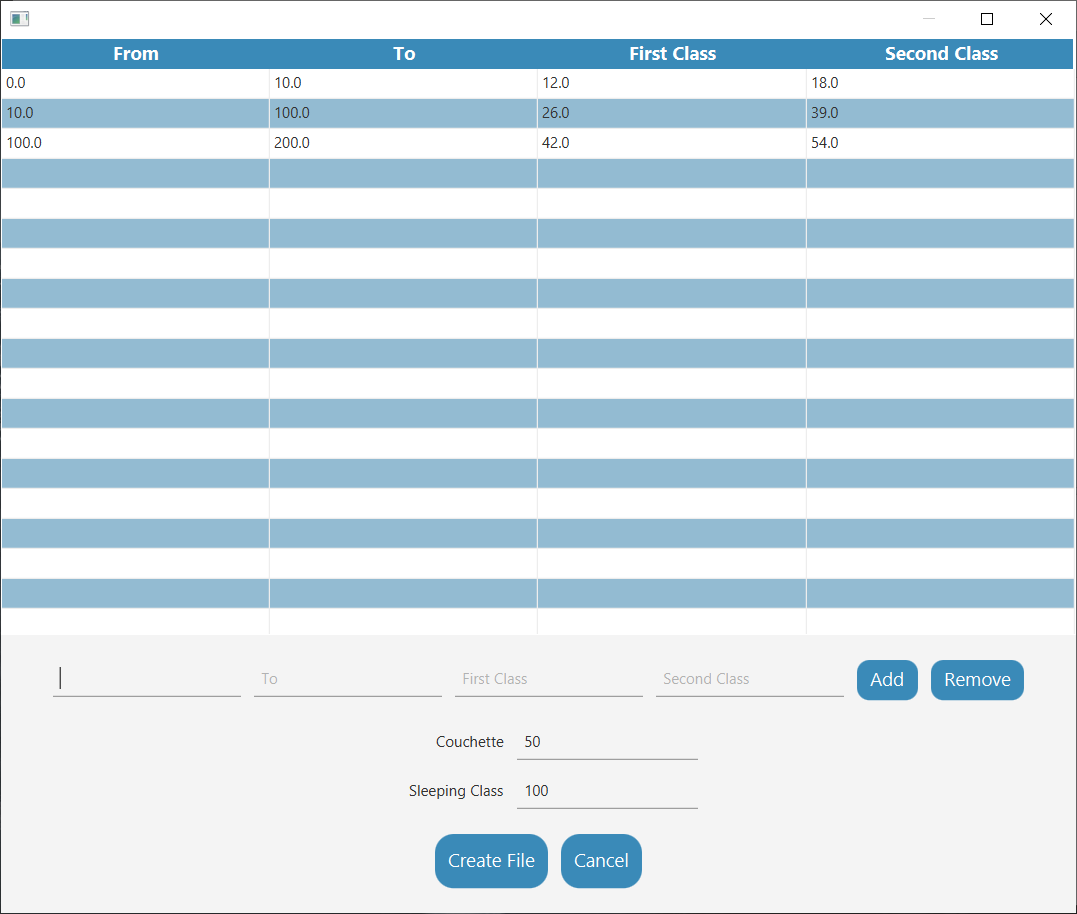 From To First Class Second Class
0.0 10.0 12.0 18.0
10.0 100.0 26.0 39.0
100.0 200.0 42.0 54.0
To First Class Second Class Add Remove
Couchette 50
Sleeping Class 100
Create File Cancel